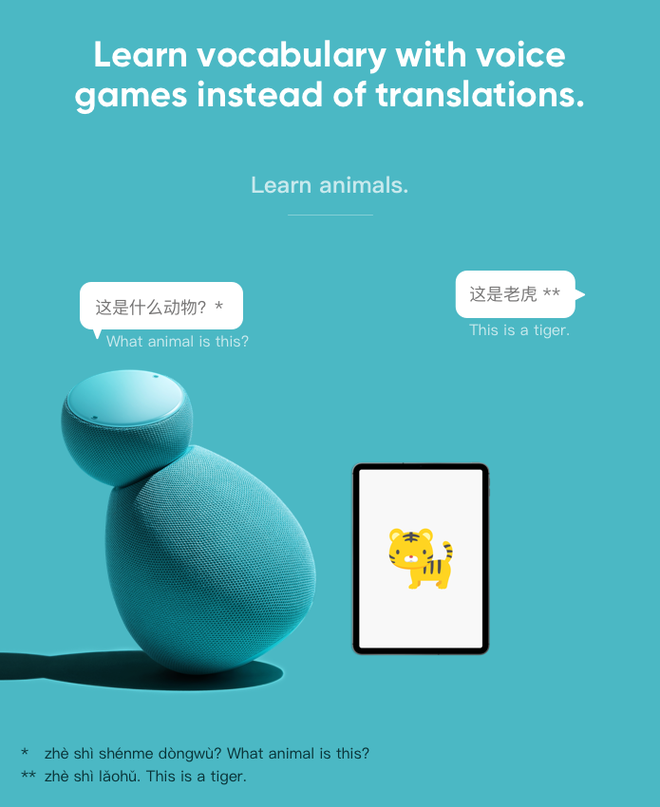 Learn vocabulary with voice
games instead of translations.
Learn animals.
这是什么动物? *
What animal is this?
这是老虎 **
This is a tiger.
* zhè shì shénme dòngwù? What animal is this?
** zhè shì lǎohǔ. This is a tiger.